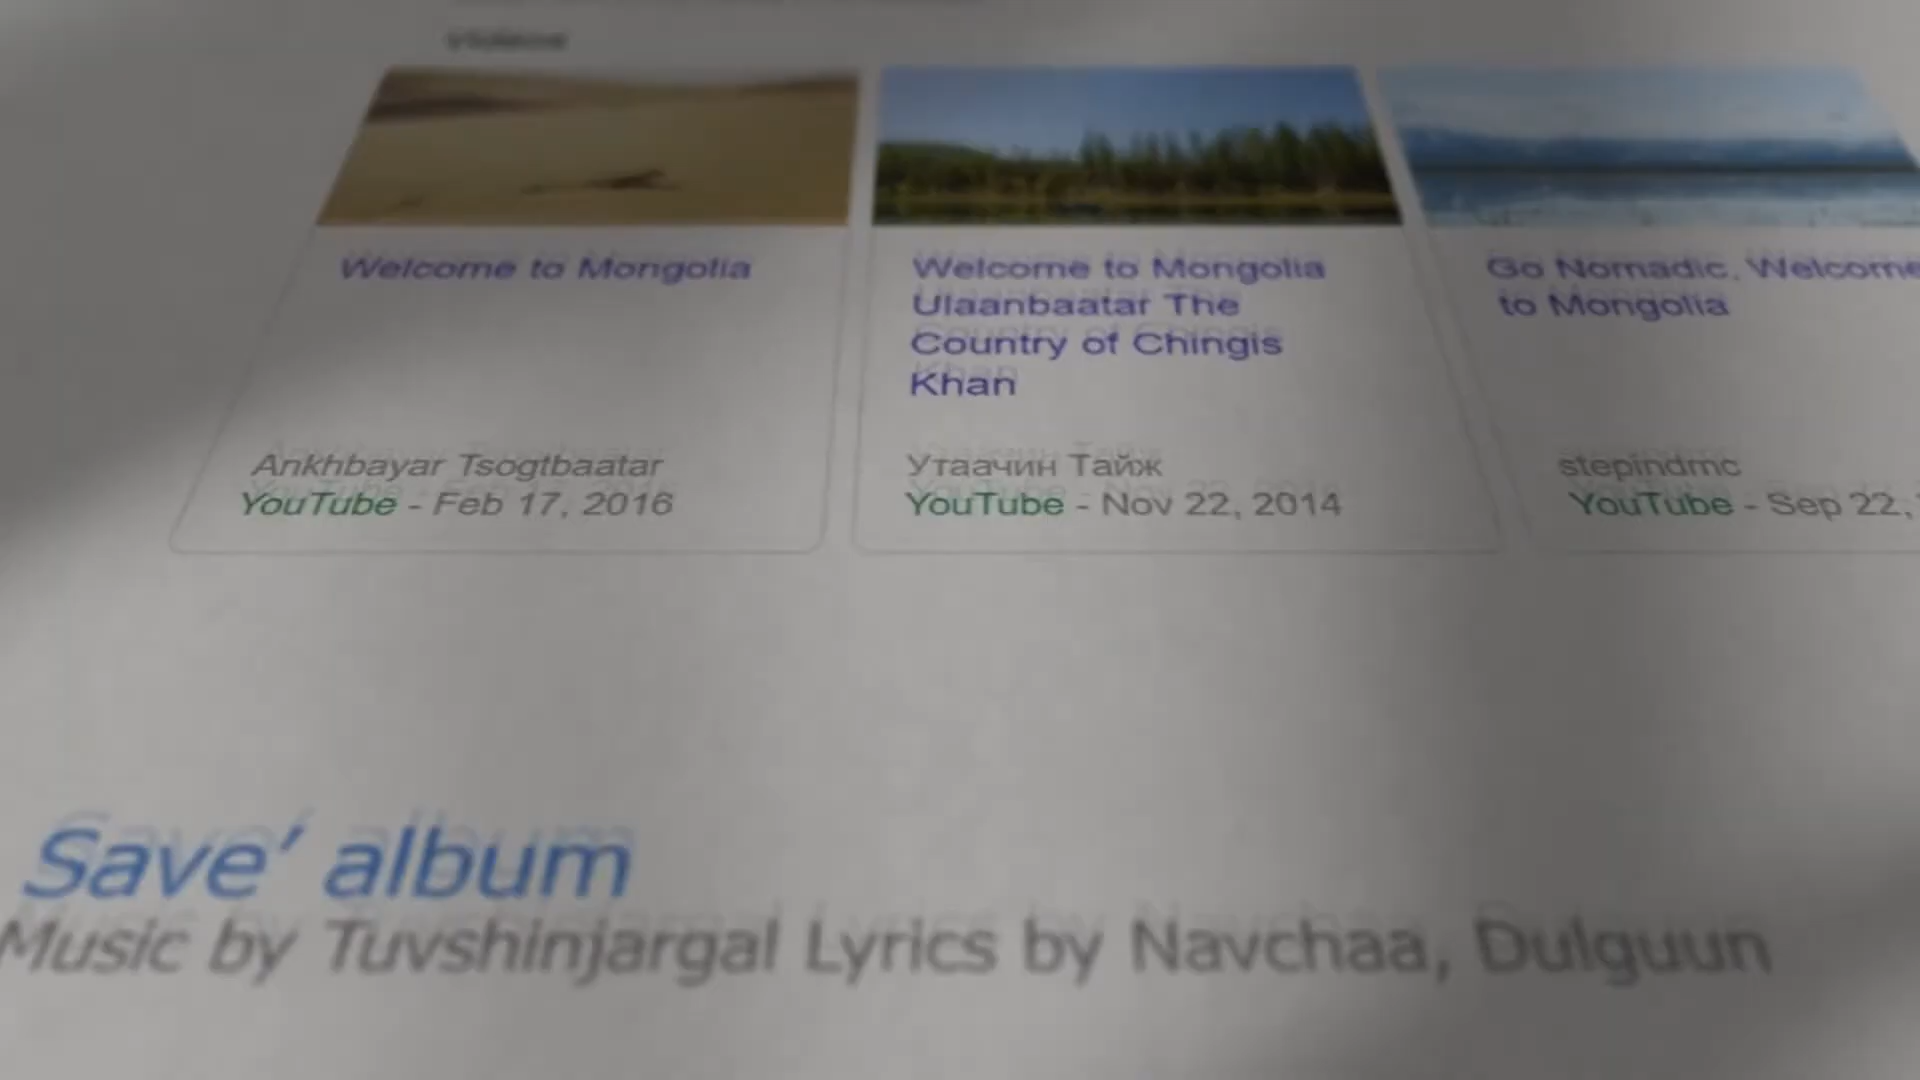 Videos
Welcome to Mongolia
Welcome to Mongolia
Ulaanbaatar The
Country of Chingis
Khan
Go Nomadic, Welcome
to Mongolia
Ankhbayar Tsogtbaatar
YouTube - Feb 17, 2016
Утаачин Тайж
YouTube - Nov 22, 2014
stepindmc
YouTube - Sep 22,
Save' album
Music by Tuvshinjargal Lyrics by Navchaa, Dulguun